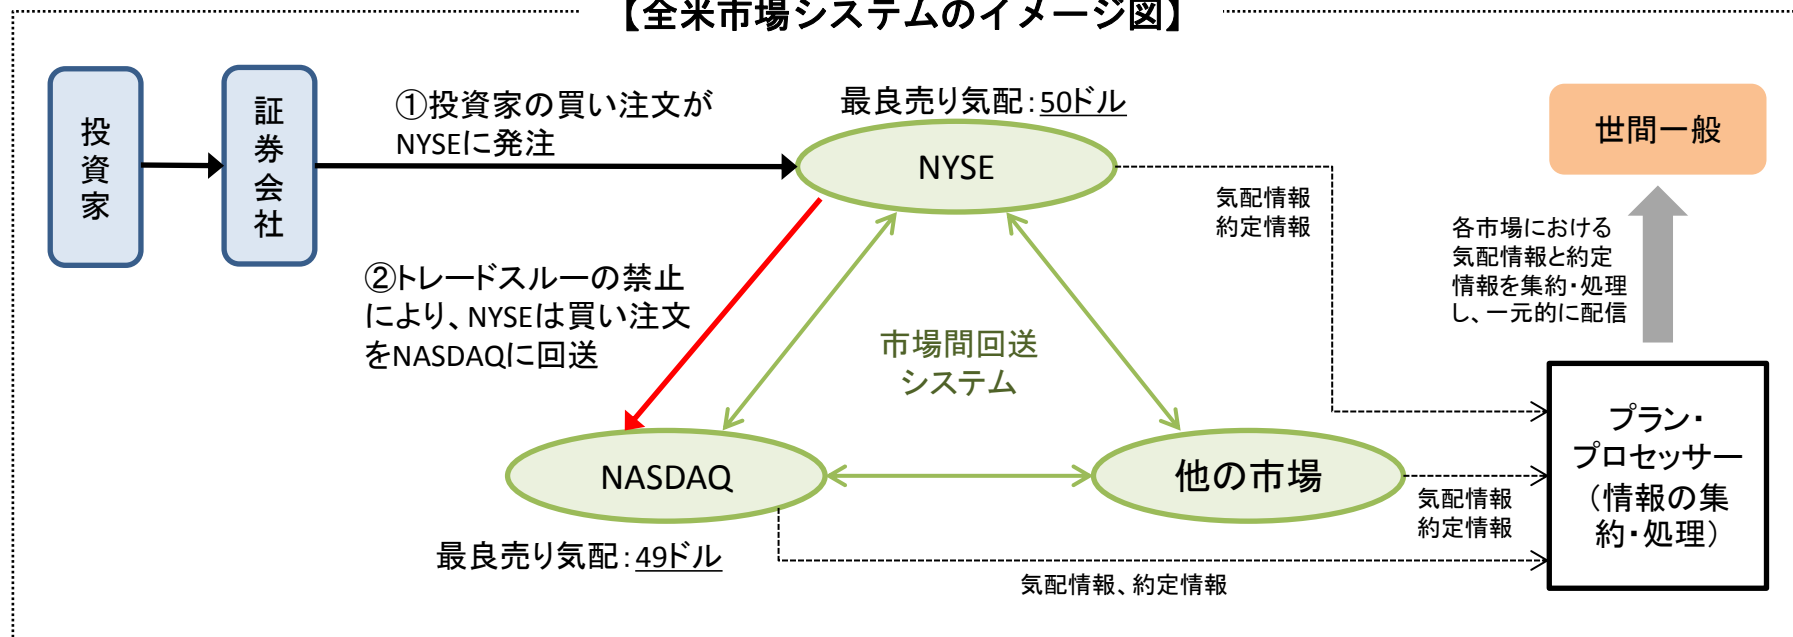 【全米市場システムのイメージ図】
投資家
証券会社
①投資家の買い注文が
NYSEに発注
最良売り気配：50ドル
NYSE
世間一般
気配情報
約定情報
各市場における
気配情報と約定
情報を集約・処理
し、一元的に配信
②トレードスルーの禁止
により、NYSEは買い注文
をNASDAQに回送
市場間回送
システム
プラン・
プロセッサー
（情報の集
約・処理）
NASDAQ
他の市場
気配情報
約定情報
最良売り気配：49ドル
気配情報、約定情報